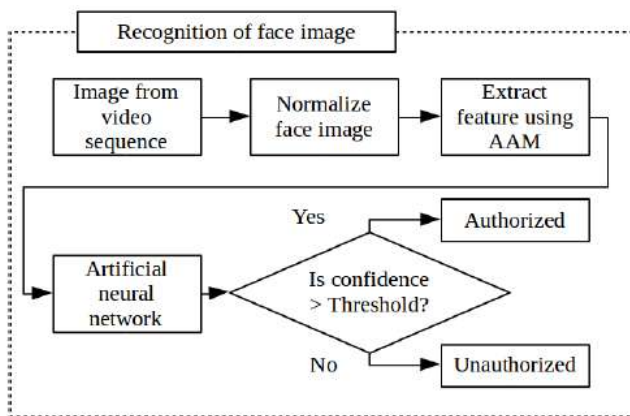 Recognition of face image
Image from
video
sequence
Normalize
face image
Extract
feature using
AAM
Yes
Authorized
Artificial
neural
network
Is confidence
> Threshold?
No
Unauthorized